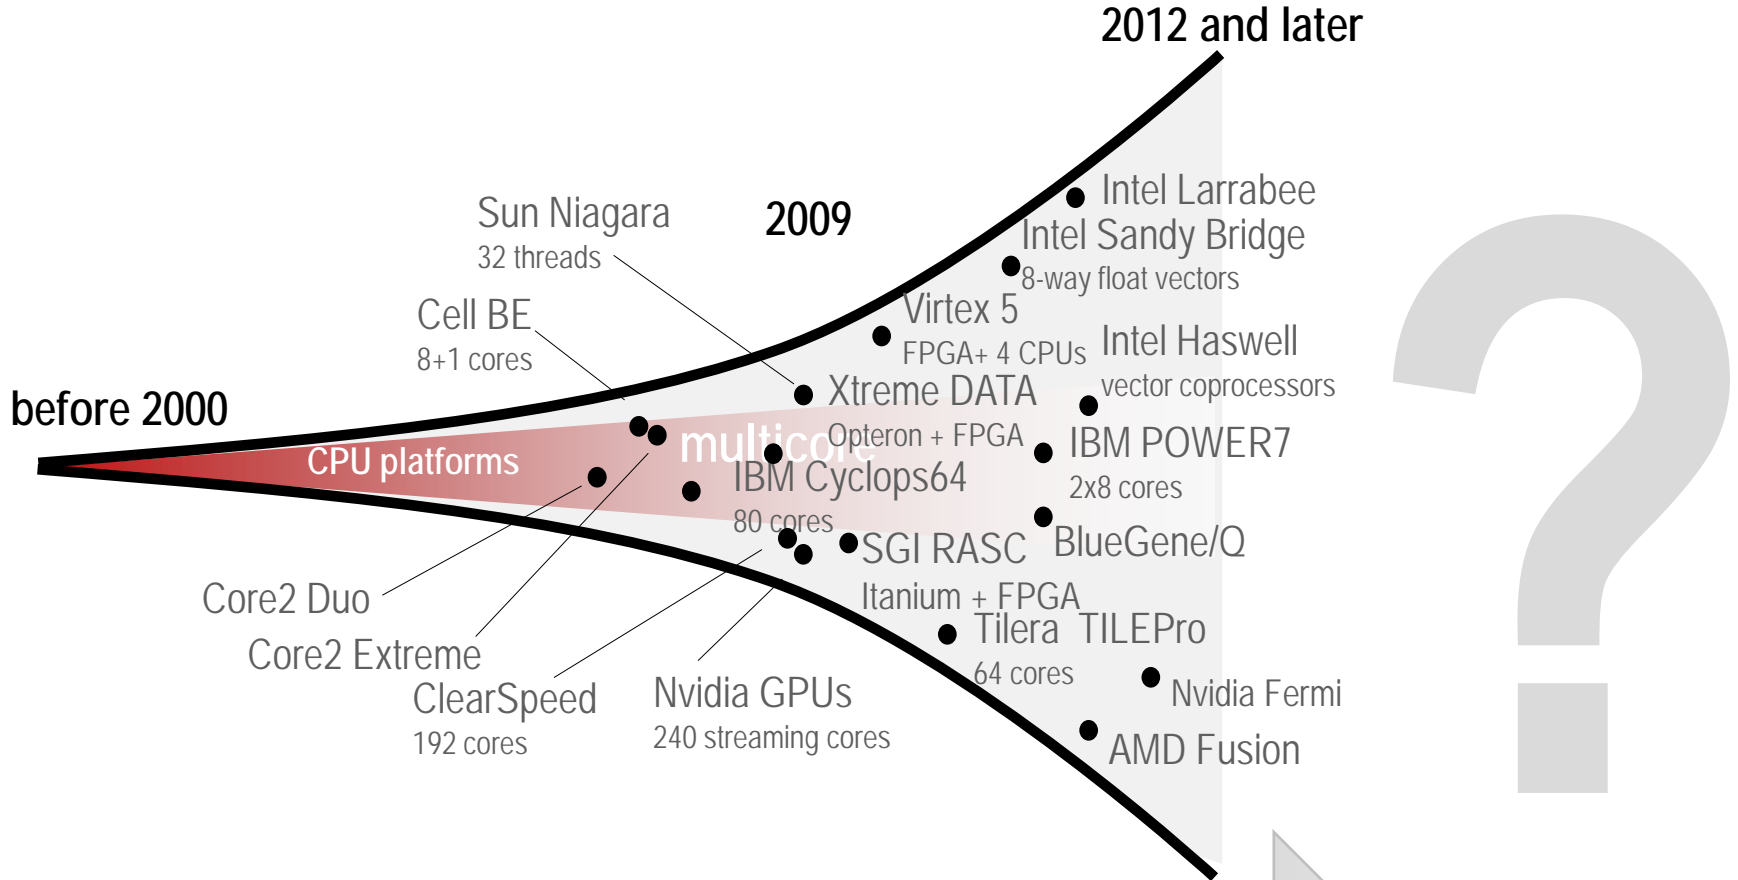 2012 and later
Intel Larrabee
Sun Niagara
32 threads
2009
Intel Sandy Bridge
8-way float vectors
Cell BE
8+1 cores
Virtex 5
FPGA+ 4 CPUs
Intel Haswell
vector coprocessors
before 2000
Xtreme DATA
Opteron + FPGA
CPU platforms
multicore
IBM POWER7
2x8 cores
IBM Cyclops64
80 cores
SGI RASC
Itanium + FPGA
BlueGene/Q
Core2 Duo
Core2 Extreme
Tilera TILEPro
64 cores
ClearSpeed
192 cores
Nvidia GPUs
240 streaming cores
Nvidia Fermi
AMD Fusion
?